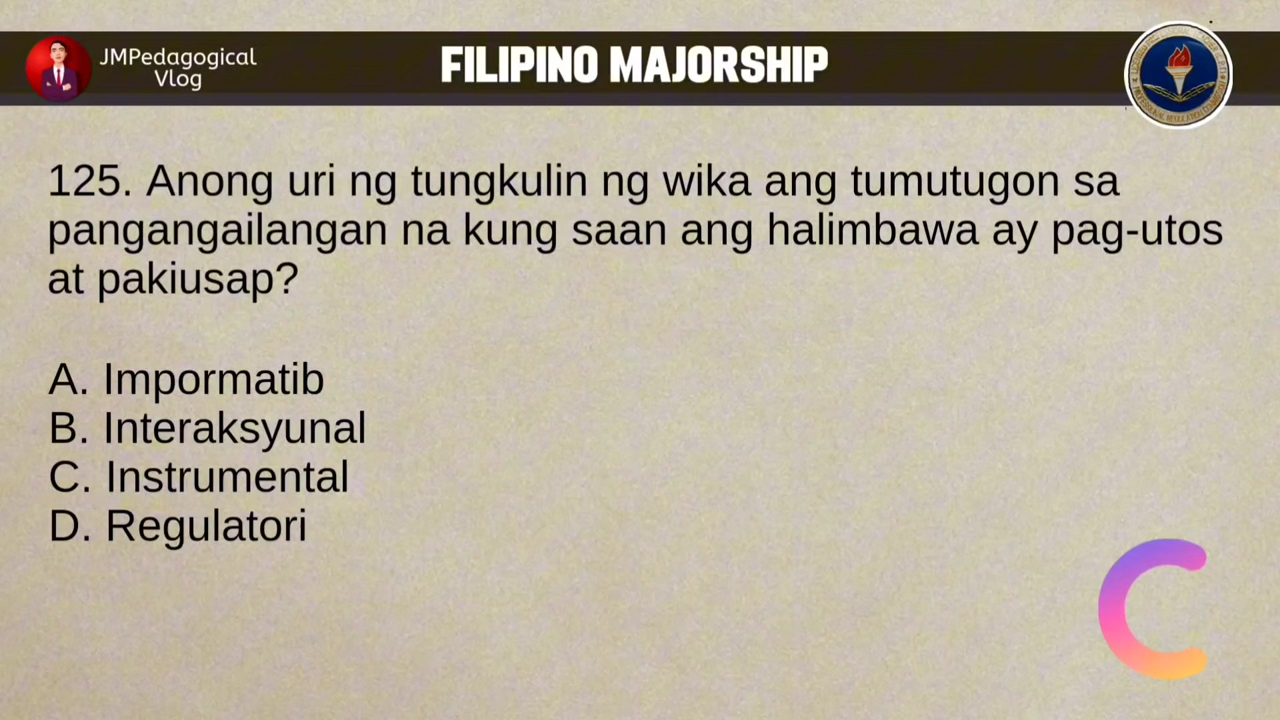 JMPedagogical
Vlog
FILIPINO MAJORSHIP
125. Anong uri ng tungkulin ng wika ang tumutugon sa
pangangailangan na kung saan ang halimbawa ay pag-utos
at pakiusap?
A. Impormatib
B. Interaksyunal
C. Instrumental
D. Regulatori
C